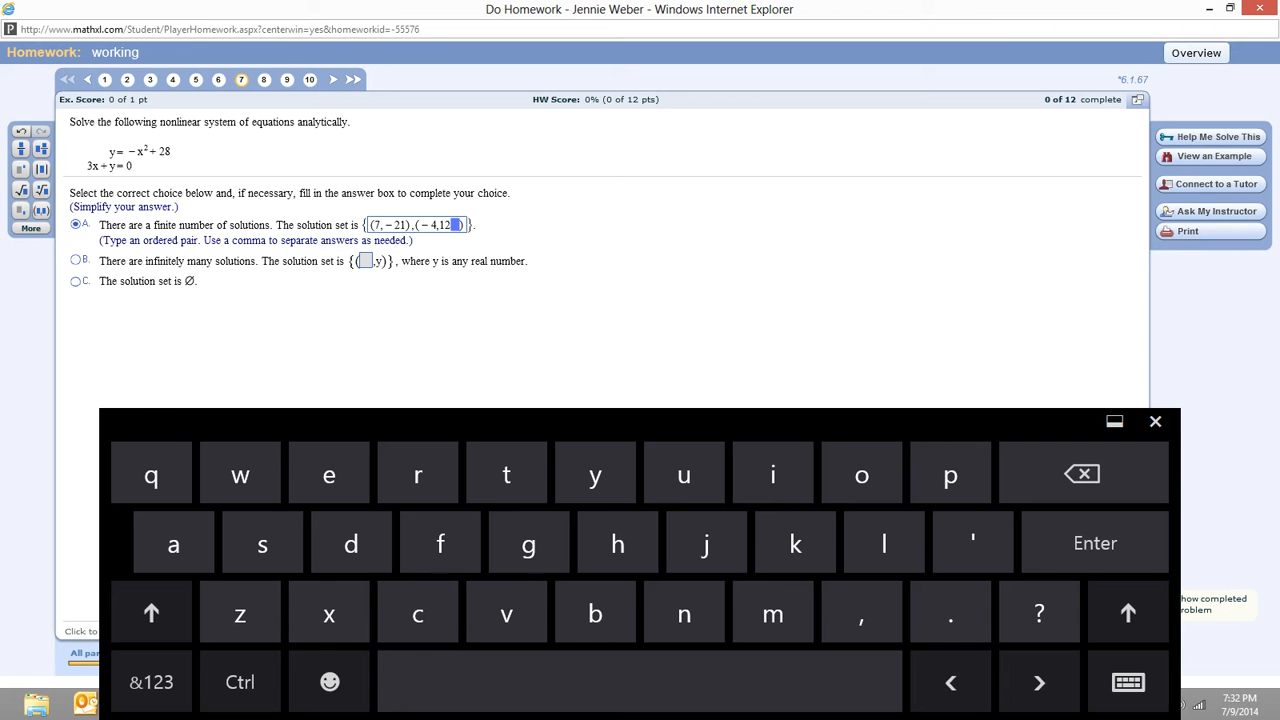 Do Homework - Jennie Weber - Windows Internet Explorer
http://www.mathxl.com/Student/PlayerHomework.aspx?centerwin=yes&homeworkid=-55576
Homework: working
Overview
1 2 3 4 5 6 7 8 9 10
*6.1.67
Ex. Score: 0 of 1 pt
HW Score: 0% (0 of 12 pts)
0 of 12 complete
Solve the following nonlinear system of equations analytically.
y = − x² + 28
3x + y = 0
Select the correct choice below and, if necessary, fill in the answer box to complete your choice.
(Simplify your answer.)
A. There are a finite number of solutions. The solution set is {(7, − 21),(− 4,12 )}.
(Type an ordered pair. Use a comma to separate answers as needed.)
B. There are infinitely many solutions. The solution set is {( ,y)}, where y is any real number.
C. The solution set is Ø.
More
Help Me Solve This
View an Example
Connect to a Tutor
Ask My Instructor
Print
q w e r t y u i o p
a s d f g h j k l ' Enter
z x c v b n m , . ?
&123 Ctrl < >
how completed
roblem
Click to
All par
7:32 PM
7/9/2014